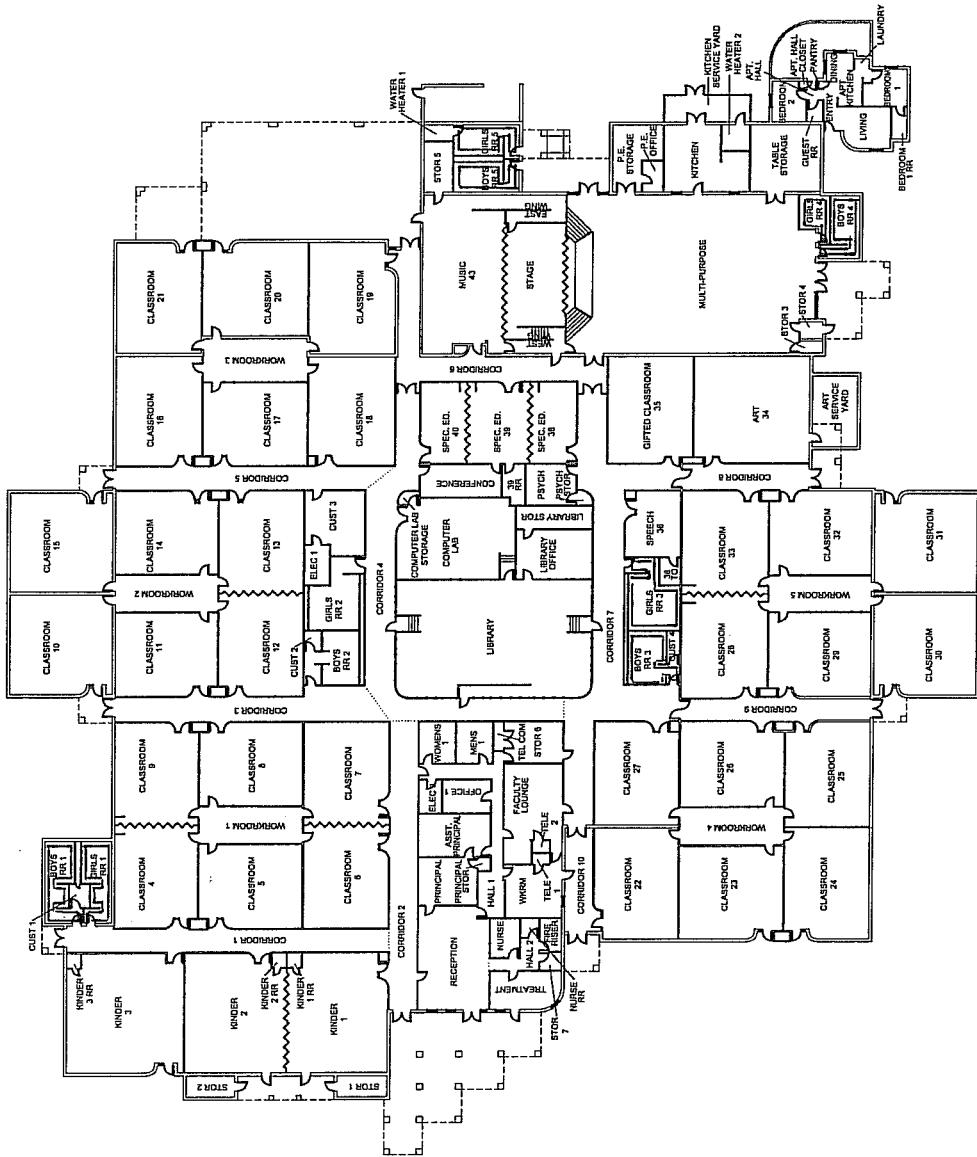 STOR 2
STOR 1
KINDER
3
KINDER
2
KINDER
1
KINDER
3 RR
KINDER
2 RR
KINDER
1 RR
CUST 1
BOYS
RR 1
GIRLS
RR 1
CORRIDOR 1
CORRIDOR 2
CLASSROOM
4
CLASSROOM
5
CLASSROOM
6
WORKROOM 1
CLASSROOM
9
CLASSROOM
8
CLASSROOM
7
CORRIDOR 3
RECEPTION
TREATMENT
STOR
7
NURSE
RR
NURSE
HALL 2
FIRE
RISER
PRINCIPAL
PRINCIPAL
STOR.
HALL 1
WKRM
TELE
1
TELE
2
ASST.
PRINCIPAL
ELEC
OFFICE 1
FACULTY
LOUNGE
WOMENS
1
MENS
1
TEL COM
STOR 6
CORRIDOR 10
CLASSROOM
22
CLASSROOM
23
CLASSROOM
24
WORKROOM 4
CLASSROOM
27
CLASSROOM
26
CLASSROOM
25
CORRIDOR 9
CLASSROOM
10
CLASSROOM
11
CLASSROOM
12
CUST 2
BOYS
RR 2
GIRLS
RR 2
WORKROOM 2
CLASSROOM
15
CLASSROOM
14
CLASSROOM
13
ELEC 1
CUST 3
CORRIDOR 4
LIBRARY
COMPUTER LAB
STORAGE
COMPUTER
LAB
LIBRARY
OFFICE
LIBRARY STOR
CORRIDOR 7
BOYS
RR 3
CUST 4
GIRLS
RR 3
SPEECH
36
CLASSROOM
28
CLASSROOM
29
CLASSROOM
30
WORKROOM 5
CLASSROOM
33
CLASSROOM
32
CLASSROOM
31
CORRIDOR 5
CONFERENCE
39
RR
PSYCH
PSYCH
STOR
SPEC. ED.
40
SPEC. ED.
39
SPEC. ED.
38
CORRIDOR 8
CLASSROOM
16
CLASSROOM
17
CLASSROOM
18
WORKROOM 3
CLASSROOM
21
CLASSROOM
20
CLASSROOM
19
CORRIDOR 6
GIFTED CLASSROOM
35
ART
34
ART
SERVICE
YARD
MUSIC
43
WEST
WING
STAGE
EAST
WING
MULTI-PURPOSE
STOR 3
STOR 4
GIRLS
RR 4
BOYS
RR 4
WATER
HEATER 1
STOR 5
BOYS
RR 5
GIRLS
RR 5
P.E.
STORAGE
P.E.
OFFICE
KITCHEN
TABLE
STORAGE
KITCHEN
SERVICE YARD
WATER
HEATER 2
APT.
HALL
BEDROOM
2
GUEST
RR
ENTRY
APT. HALL
CLOSET
PANTRY
DINING
APT
KITCHEN
LIVING
LAUNDRY
BEDROOM
1
BEDROOM
1 RR